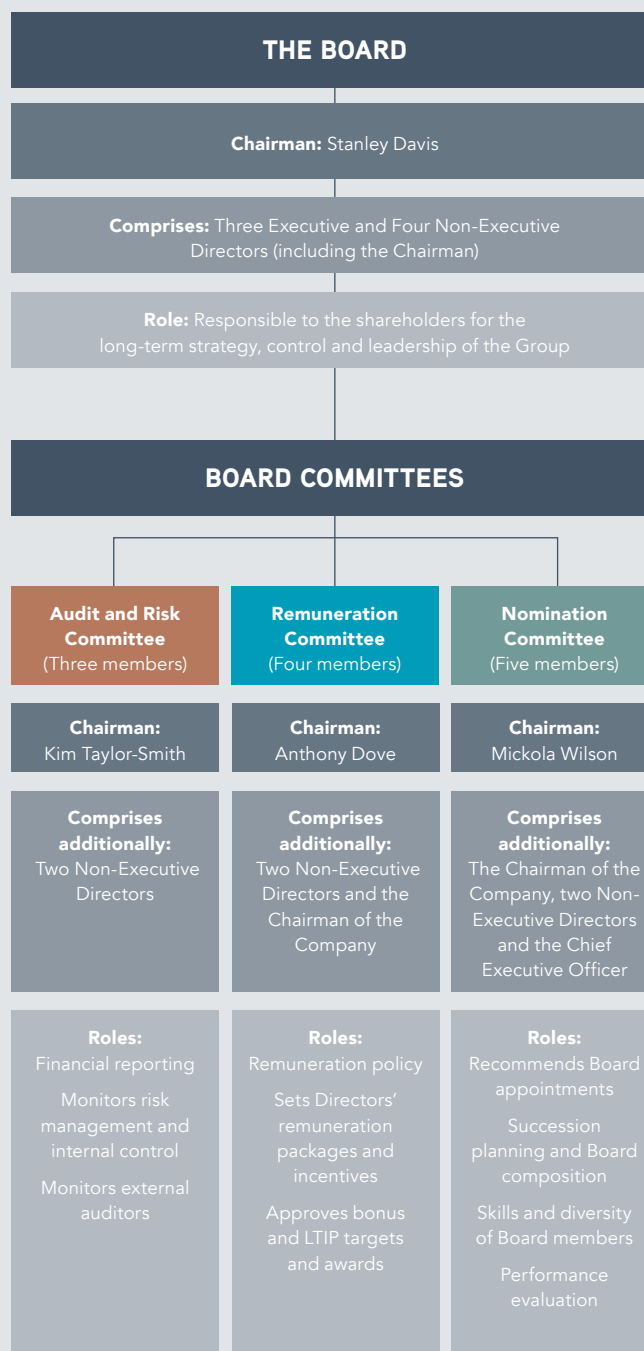 THE BOARD
Chairman: Stanley Davis
Comprises: Three Executive and Four Non-Executive
Directors (including the Chairman)
Role: Responsible to the shareholders for the
long-term strategy, control and leadership of the Group
BOARD COMMITTEES
Audit and Risk
Committee
(Three members)
Chairman:
Kim Taylor-Smith
Comprises
additionally:
Two Non-Executive
Directors
Roles:
Financial reporting
Monitors risk
management and
internal control
Monitors external
auditors
Remuneration
Committee
(Four members)
Chairman:
Anthony Dove
Comprises
additionally:
Two Non-Executive
Directors and the
Chairman of the
Company
Roles:
Remuneration policy
Sets Directors’
remuneration
packages and
incentives
Approves bonus
and LTIP targets
and awards
Nomination
Committee
(Five members)
Chairman:
Mickola Wilson
Comprises
additionally:
The Chairman of the
Company, two Non-
Executive Directors
and the Chief
Executive Officer
Roles:
Recommends Board
appointments
Succession
planning and Board
composition
Skills and diversity
of Board members
Performance
evaluation